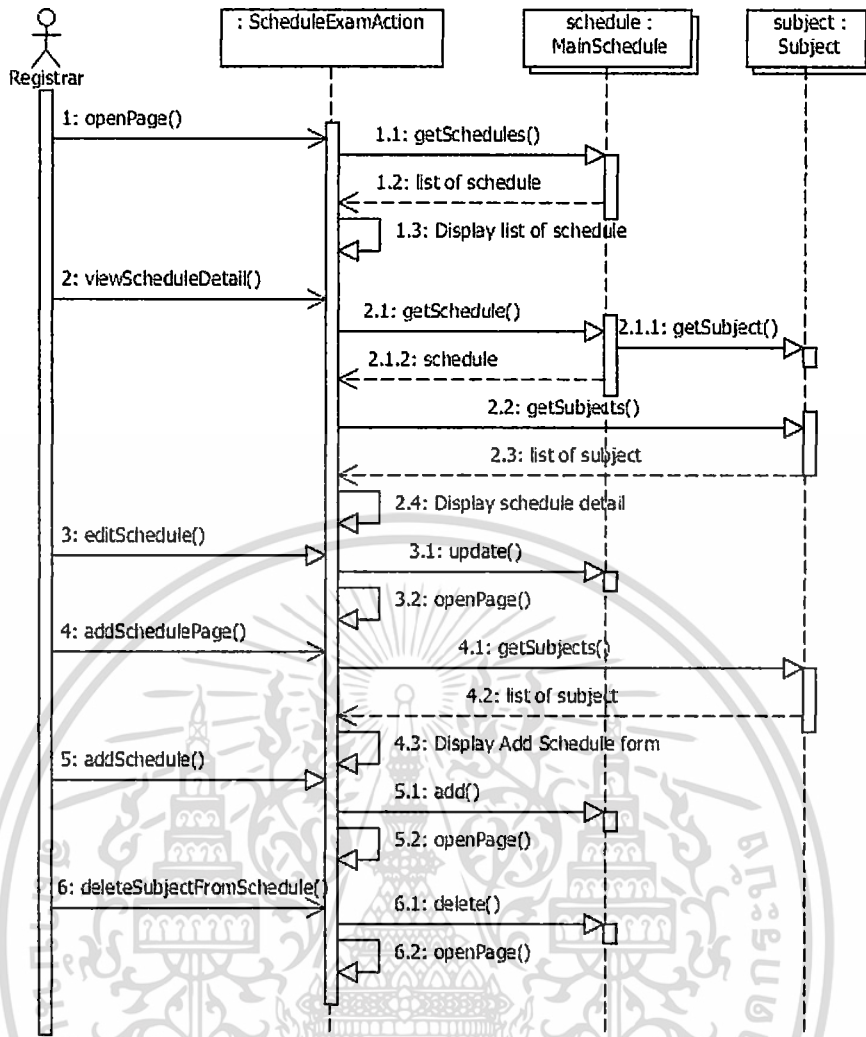 : ScheduleExamAction
schedule :
MainSchedule
subject :
Subject
Registrar
1: openPage()
1.1: getSchedules()
1.2: list of schedule
1.3: Display list of schedule
2: viewScheduleDetail()
2.1: getSchedule()
2.1.1: getSubject()
2.1.2: schedule
2.2: getSubjects()
2.3: list of subject
2.4: Display schedule detail
3: editSchedule()
3.1: update()
3.2: openPage()
4: addSchedulePage()
4.1: getSubjects()
4.2: list of subject
4.3: Display Add Schedule form
5: addSchedule()
5.1: add()
5.2: openPage()
6: deleteSubjectFromSchedule()
6.1: delete()
6.2: openPage()